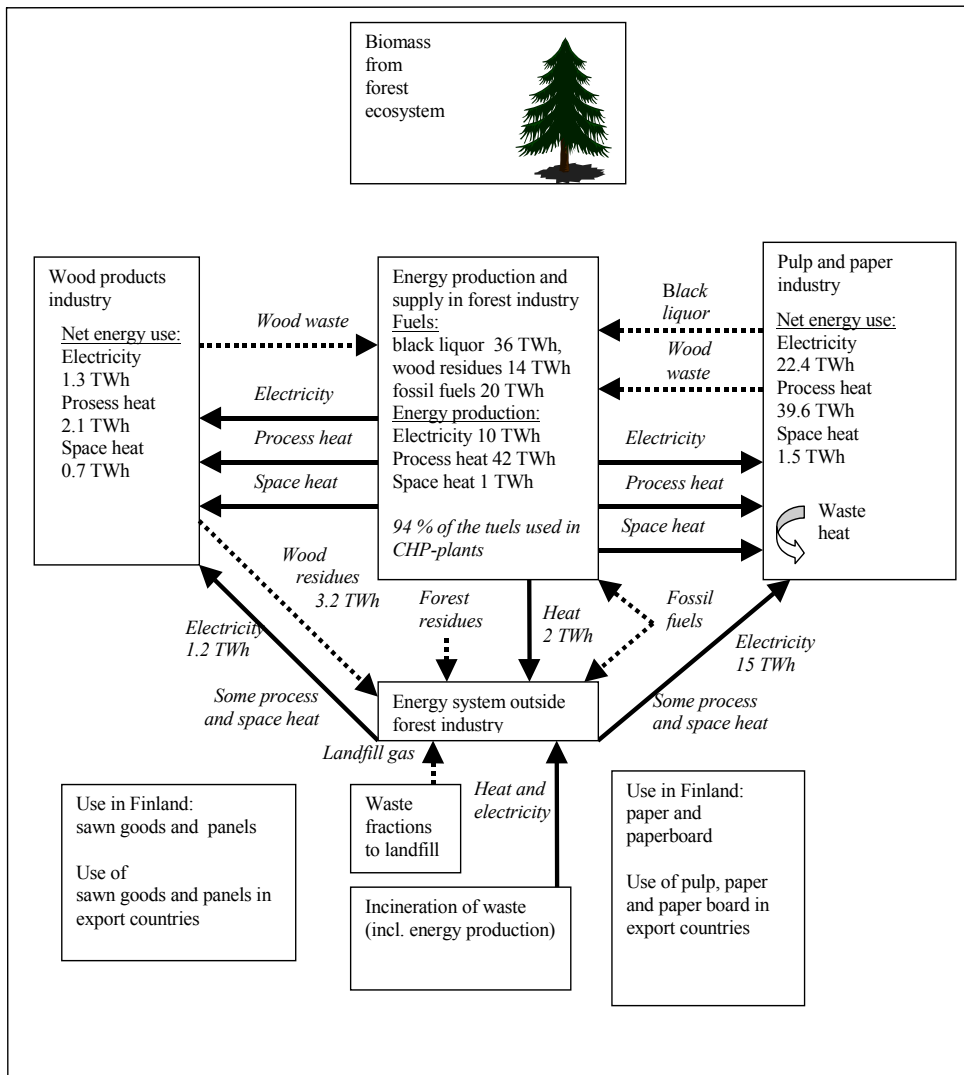 Biomass
from
forest
ecosystem
Wood products
industry
Net energy use:
Electricity
1.3 TWh
Prosess heat
2.1 TWh
Space heat
0.7 TWh
Wood waste
Electricity
Process heat
Space heat
Energy production and
supply in forest industry
Fuels:
black liquor 36 TWh,
wood residues 14 TWh
fossil fuels 20 TWh
Energy production:
Electricity 10 TWh
Process heat 42 TWh
Space heat 1 TWh
94 % of the tuels used in
CHP-plants
Black
liquor
Wood
waste
Electricity
Process heat
Space heat
Pulp and paper
industry
Net energy use:
Electricity
22.4 TWh
Process heat
39.6 TWh
Space heat
1.5 TWh
Waste
heat
Wood
residues
3.2 TWh
Electricity
1.2 TWh
Some process
and space heat
Forest
residues
Heat
2 TWh
Fossil
fuels
Electricity
15 TWh
Some process
and space heat
Energy system outside
forest industry
Landfill gas
Heat and
electricity
Waste
fractions
to landfill
Incineration of waste
(incl. energy production)
Use in Finland:
sawn goods and panels
Use of
sawn goods and panels in
export countries
Use in Finland:
paper and
paperboard
Use of pulp, paper
and paper board in
export countries